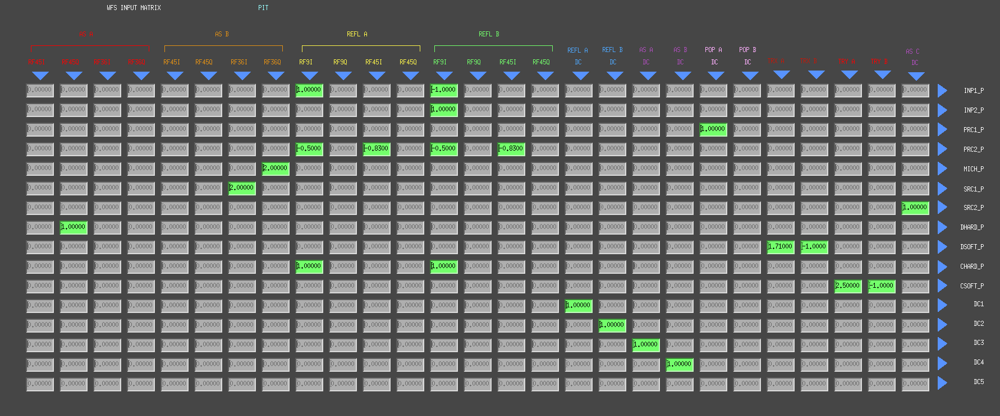 WFS INPUT MATRIX PIT
AS B REFL A REFL B
REFL A REFL B AS A AS B POP A POP B AS C
RF45I RF45Q RF36I RF36Q RF9I RF9Q RF45I RF45Q RF9I RF9Q RF45I RF45Q DC DC DC DC DC DC DC
0.00000 0.00000 0.00000 0.00000 0.00000 0.00000 0.00000 0.00000 1.00000 0.00000 0.00000 0.00000 -1.0000 0.00000 0.00000 0.00000 0.00000 0.00000 0.00000 0.00000 0.00000 0.00000 0.00000 0.00000 0.00000 0.00000 0.00000 INP1_P
0.00000 0.00000 0.00000 0.00000 0.00000 0.00000 0.00000 0.00000 0.00000 0.00000 0.00000 0.00000 1.00000 0.00000 0.00000 0.00000 0.00000 0.00000 0.00000 0.00000 0.00000 0.00000 0.00000 0.00000 0.00000 0.00000 0.00000 INP2_P
0.00000 0.00000 0.00000 0.00000 0.00000 0.00000 0.00000 0.00000 0.00000 0.00000 0.00000 0.00000 0.00000 0.00000 0.00000 0.00000 0.00000 0.00000 0.00000 0.00000 1.00000 0.00000 0.00000 0.00000 0.00000 0.00000 0.00000 PRC1_P
0.00000 0.00000 0.00000 0.00000 0.00000 0.00000 0.00000 0.00000 -0.5000 0.00000 -0.8300 0.00000 -0.5000 0.00000 -0.8300 0.00000 0.00000 0.00000 0.00000 0.00000 0.00000 0.00000 0.00000 0.00000 0.00000 0.00000 0.00000 PRC2_P
0.00000 0.00000 0.00000 0.00000 0.00000 0.00000 0.00000 2.00000 0.00000 0.00000 0.00000 0.00000 0.00000 0.00000 0.00000 0.00000 0.00000 0.00000 0.00000 0.00000 0.00000 0.00000 0.00000 0.00000 0.00000 0.00000 0.00000 MICH_P
0.00000 0.00000 0.00000 0.00000 0.00000 0.00000 2.00000 0.00000 0.00000 0.00000 0.00000 0.00000 0.00000 0.00000 0.00000 0.00000 0.00000 0.00000 0.00000 0.00000 0.00000 0.00000 0.00000 0.00000 0.00000 0.00000 0.00000 SRC1_P
0.00000 0.00000 0.00000 0.00000 0.00000 0.00000 0.00000 0.00000 0.00000 0.00000 0.00000 0.00000 0.00000 0.00000 0.00000 0.00000 0.00000 0.00000 0.00000 0.00000 0.00000 0.00000 0.00000 0.00000 0.00000 0.00000 1.00000 SRC2_P
0.00000 1.00000 0.00000 0.00000 0.00000 0.00000 0.00000 0.00000 0.00000 0.00000 0.00000 0.00000 0.00000 0.00000 0.00000 0.00000 0.00000 0.00000 0.00000 0.00000 0.00000 0.00000 0.00000 0.00000 0.00000 0.00000 0.00000 DHARD_P
0.00000 0.00000 0.00000 0.00000 0.00000 0.00000 0.00000 0.00000 0.00000 0.00000 0.00000 0.00000 0.00000 0.00000 0.00000 0.00000 0.00000 0.00000 0.00000 0.00000 0.00000 0.00000 1.71000 -1.0000 0.00000 0.00000 0.00000 DSOFT_P
0.00000 0.00000 0.00000 0.00000 0.00000 0.00000 0.00000 0.00000 1.00000 0.00000 0.00000 0.00000 1.00000 0.00000 0.00000 0.00000 0.00000 0.00000 0.00000 0.00000 0.00000 0.00000 0.00000 0.00000 0.00000 0.00000 0.00000 CHARD_P
0.00000 0.00000 0.00000 0.00000 0.00000 0.00000 0.00000 0.00000 0.00000 0.00000 0.00000 0.00000 0.00000 0.00000 0.00000 0.00000 0.00000 0.00000 0.00000 0.00000 0.00000 0.00000 0.00000 0.00000 2.50000 -1.0000 0.00000 CSOFT_P
0.00000 0.00000 0.00000 0.00000 0.00000 0.00000 0.00000 0.00000 0.00000 0.00000 0.00000 0.00000 0.00000 0.00000 0.00000 0.00000 1.00000 0.00000 0.00000 0.00000 0.00000 0.00000 0.00000 0.00000 0.00000 0.00000 0.00000 DC1
0.00000 0.00000 0.00000 0.00000 0.00000 0.00000 0.00000 0.00000 0.00000 0.00000 0.00000 0.00000 0.00000 0.00000 0.00000 0.00000 0.00000 1.00000 0.00000 0.00000 0.00000 0.00000 0.00000 0.00000 0.00000 0.00000 0.00000 DC2
0.00000 0.00000 0.00000 0.00000 0.00000 0.00000 0.00000 0.00000 0.00000 0.00000 0.00000 0.00000 0.00000 0.00000 0.00000 0.00000 0.00000 0.00000 1.00000 0.00000 0.00000 0.00000 0.00000 0.00000 0.00000 0.00000 0.00000 DC3
0.00000 0.00000 0.00000 0.00000 0.00000 0.00000 0.00000 0.00000 0.00000 0.00000 0.00000 0.00000 0.00000 0.00000 0.00000 0.00000 0.00000 0.00000 0.00000 1.00000 0.00000 0.00000 0.00000 0.00000 0.00000 0.00000 0.00000 DC4
0.00000 0.00000 0.00000 0.00000 0.00000 0.00000 0.00000 0.00000 0.00000 0.00000 0.00000 0.00000 0.00000 0.00000 0.00000 0.00000 0.00000 0.00000 0.00000 0.00000 0.00000 0.00000 0.00000 0.00000 0.00000 0.00000 0.00000 DC5